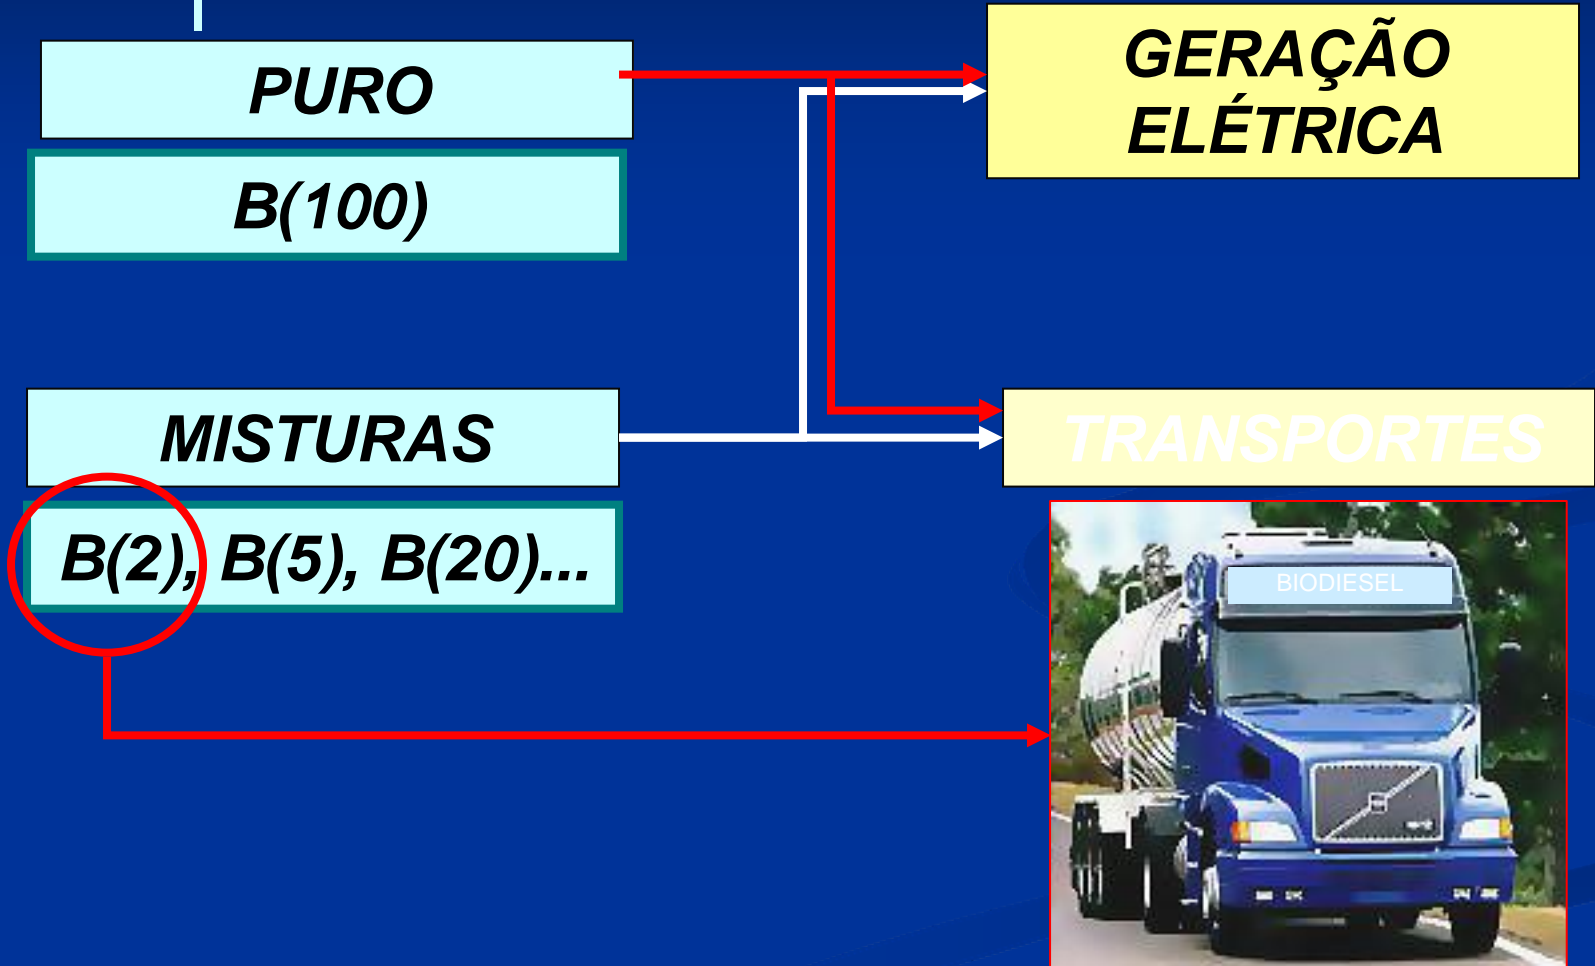 PURO
B(100)
GERAÇÃO
ELÉTRICA
MISTURAS
B(2), B(5), B(20)...
TRANSPORTES
BIODIESEL